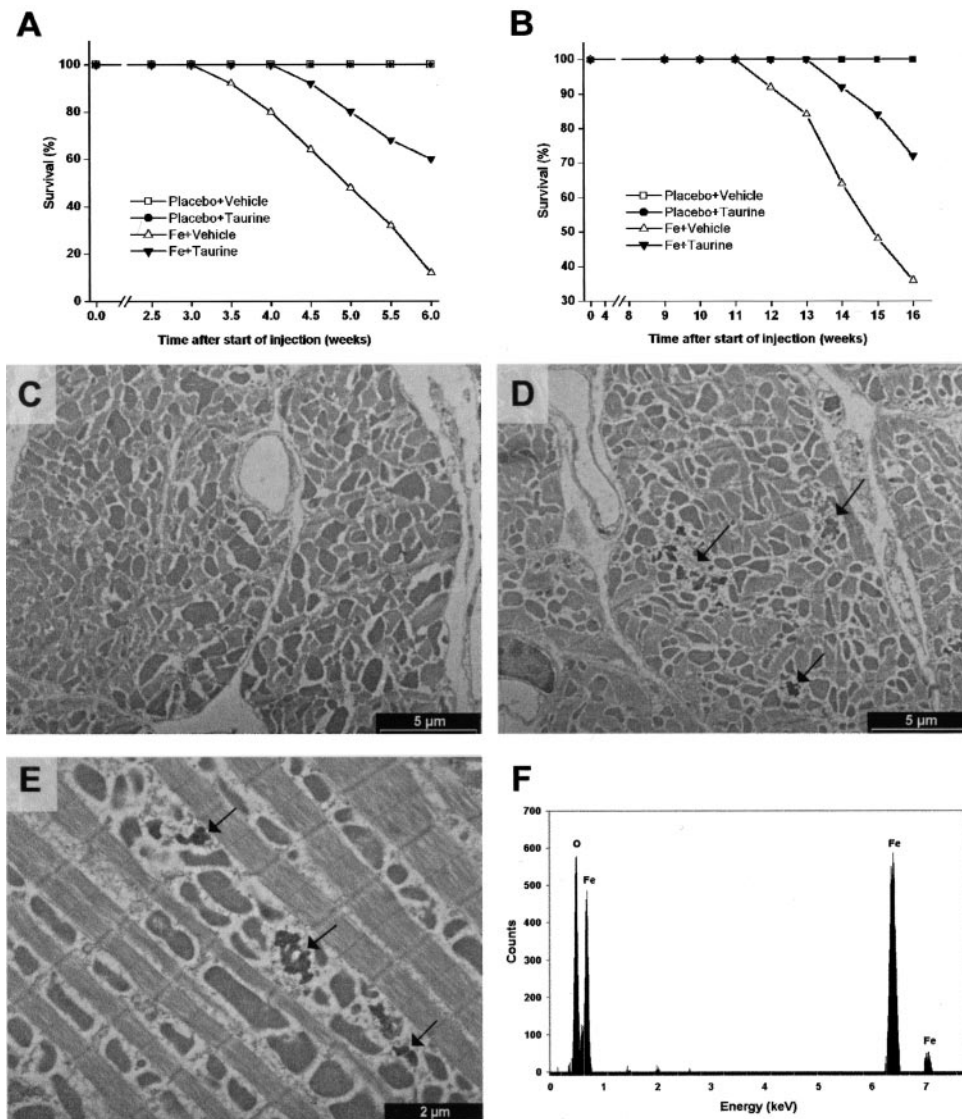 A
Survival (%)
100
80
60
40
20
0
Placebo+Vehicle
Placebo+Taurine
Fe+Vehicle
Fe+Taurine
0.0 2.5 3.0 3.5 4.0 4.5 5.0 5.5 6.0
Time after start of injection (weeks)
B
Survival (%)
100
90
80
70
60
50
40
30
Placebo+Vehicle
Placebo+Taurine
Fe+Vehicle
Fe+Taurine
0 4 8 9 10 11 12 13 14 15 16
Time after start of injection (weeks)
C
5 µm
D
5 µm
E
2 µm
F
Counts
700
600
500
400
300
200
100
0
O
Fe
Fe
Fe
0 1 2 3 4 5 6 7
Energy (keV)